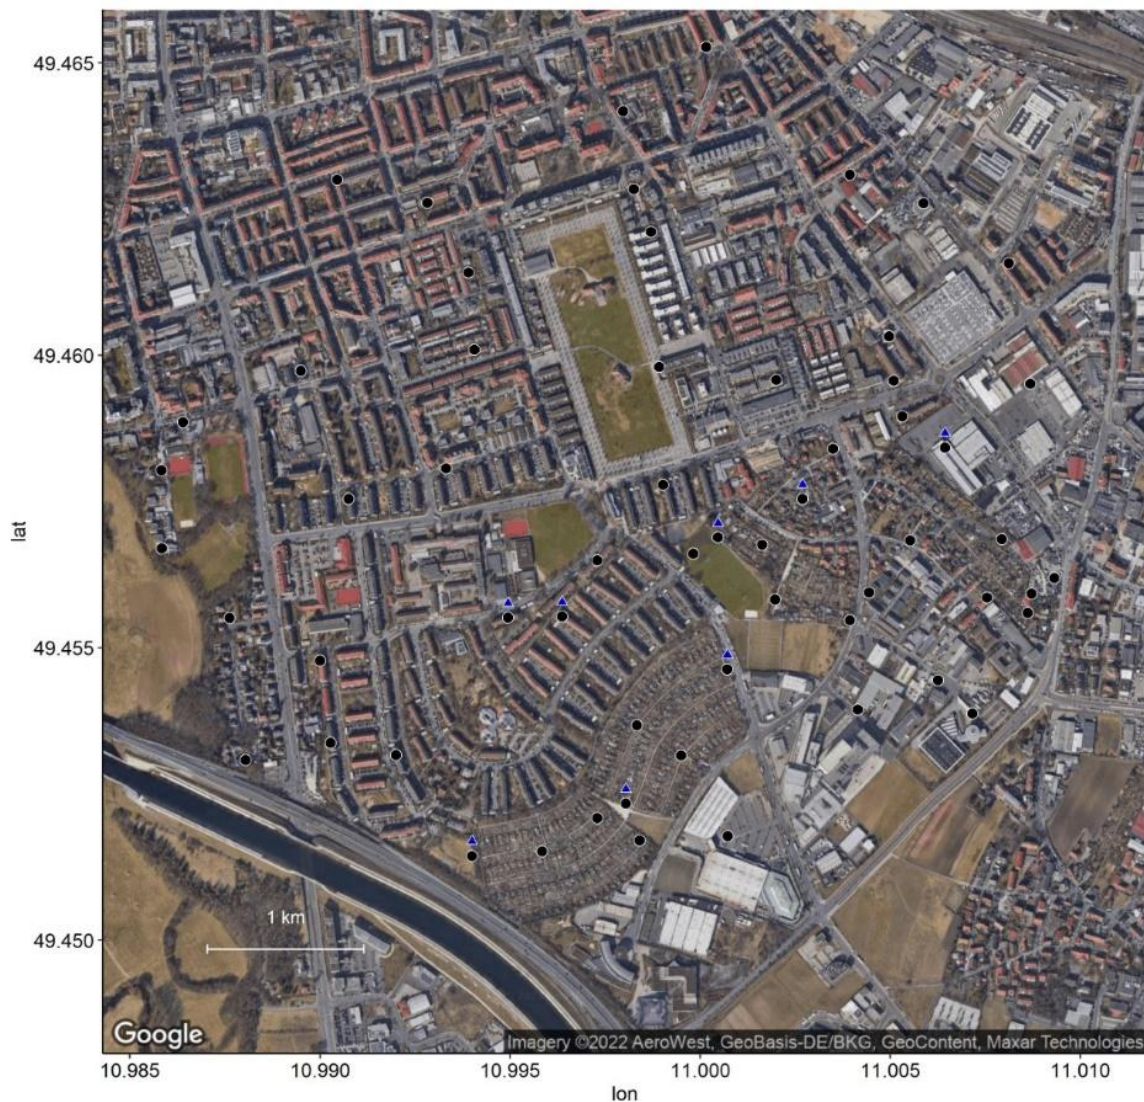 49.465
49.460
49.455
49.450
lat
1 km
Google
Imagery ©2022 AeroWest, GeoBasis-DE/BKG, GeoContent, Maxar Technologies
10.985
10.990
10.995
11.000
11.005
11.010
lon